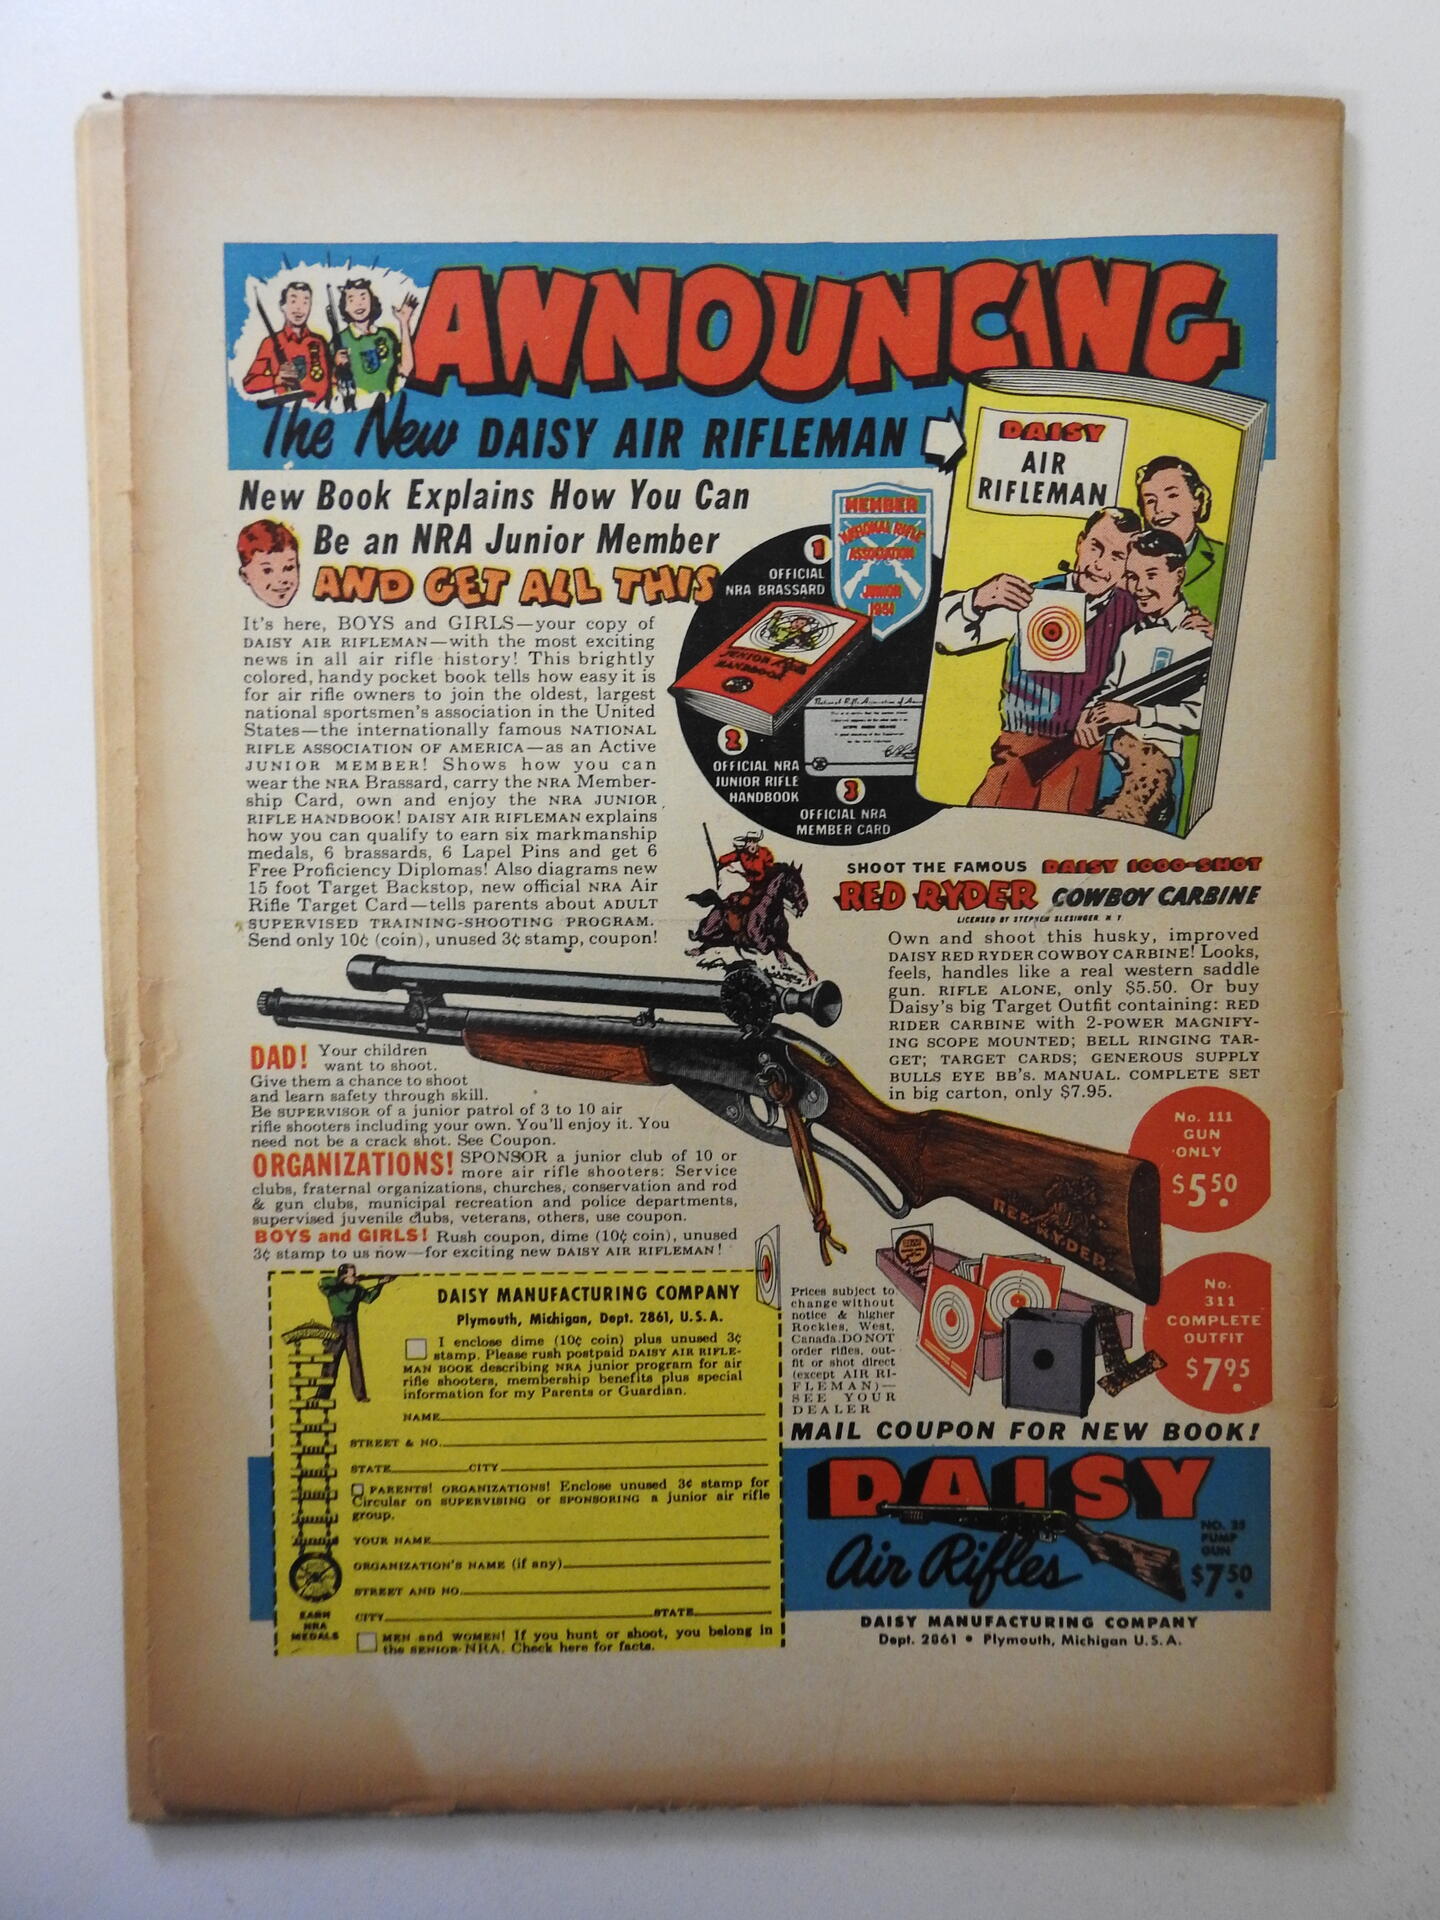 ANNOUNCING
The New DAISY AIR RIFLEMAN
DAISY
AIR
RIFLEMAN
New Book Explains How You Can
Be an NRA Junior Member
AND GET ALL THIS
MEMBER
NATIONAL RIFLE
ASSOCIATION
JUNIOR
1954
1
OFFICIAL
NRA BRASSARD
JUNIOR Rifle
HANDBOOK
2
OFFICIAL NRA
JUNIOR RIFLE
HANDBOOK
3
OFFICIAL NRA
MEMBER CARD
It's here, BOYS and GIRLS—your copy of
DAISY AIR RIFLEMAN—with the most exciting
news in all air rifle history! This brightly
colored, handy pocket book tells how easy it is
for air rifle owners to join the oldest, largest
national sportsmen's association in the United
States—the internationally famous NATIONAL
RIFLE ASSOCIATION OF AMERICA—as an Active
JUNIOR MEMBER! Shows how you can
wear the NRA Brassard, carry the NRA Member-
ship Card, own and enjoy the NRA JUNIOR
RIFLE HANDBOOK! DAISY AIR RIFLEMAN explains
how you can qualify to earn six markmanship
medals, 6 brassards, 6 Lapel Pins and get 6
Free Proficiency Diplomas! Also diagrams new
15 foot Target Backstop, new official NRA Air
Rifle Target Card—tells parents about ADULT
SUPERVISED TRAINING-SHOOTING PROGRAM.
Send only 10¢ (coin), unused 3¢ stamp, coupon!
SHOOT THE FAMOUS DAISY 1000-SHOT
RED RYDER COWBOY CARBINE
LICENSED BY STEPHEN SLESINGER N. Y.
Own and shoot this husky, improved
DAISY RED RYDER COWBOY CARBINE! Looks,
feels, handles like a real western saddle
gun. RIFLE ALONE, only $5.50. Or buy
Daisy's big Target Outfit containing: RED
RIDER CARBINE with 2-POWER MAGNIFY-
ING SCOPE MOUNTED; BELL RINGING TAR-
GET; TARGET CARDS; GENEROUS SUPPLY
BULLS EYE BB's. MANUAL. COMPLETE SET
in big carton, only $7.95.
RED RYDER
No. 111
GUN
ONLY
$5.50
No.
311
COMPLETE
OUTFIT
$7.95
DAD! Your children
want to shoot.
Give them a chance to shoot
and learn safety through skill.
Be SUPERVISOR of a junior patrol of 3 to 10 air
rifle shooters including your own. You'll enjoy it. You
need not be a crack shot. See Coupon.
ORGANIZATIONS! SPONSOR a junior club of 10 or
more air rifle shooters: Service
clubs, fraternal organizations, churches, conservation and rod
& gun clubs, municipal recreation and police departments,
supervised juvenile clubs, veterans, others, use coupon.
BOYS and GIRLS! Rush coupon, dime (10¢ coin), unused
3¢ stamp to us now—for exciting new DAISY AIR RIFLEMAN!
DAISY MANUFACTURING COMPANY
Plymouth, Michigan, Dept. 2861, U.S.A.
I enclose dime (10¢ coin) plus unused 3¢
stamp. Please rush postpaid DAISY AIR RIFLE-
MAN BOOK describing NRA junior program for air
rifle shooters, membership benefits plus special
information for my Parents or Guardian.
NAME
STREET & NO.
STATE CITY
PARENTS! ORGANIZATIONS! Enclose unused 3¢ stamp for
Circular on SUPERVISING or SPONSORING a junior air rifle
group.
YOUR NAME
ORGANIZATION'S NAME (if any)
STREET AND NO.
CITY STATE
MEN and WOMEN! If you hunt or shoot, you belong in
the SENIOR NRA. Check here for facts.
EARN
NRA
MEDALS
Prices subject to
change without
notice & higher
Rockies, West,
Canada. DO NOT
order rifles, out-
fit or shot direct
(except AIR RI-
FLEMAN)—
SEE YOUR
DEALER
MAIL COUPON FOR NEW BOOK!
DAISY
Air Rifles
NO. 25
PUMP
GUN
$7.50
DAISY MANUFACTURING COMPANY
Dept. 2861 • Plymouth, Michigan U.S.A.